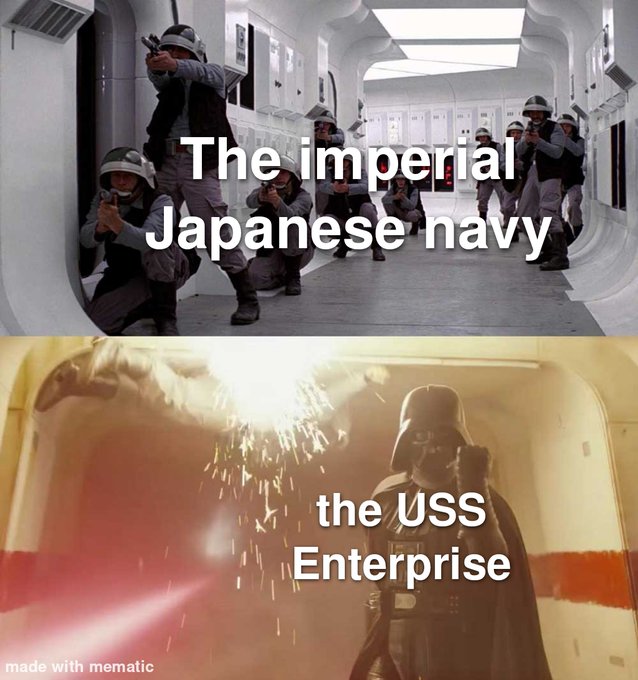 The imperial
Japanese navy
the USS
Enterprise
made with mematic